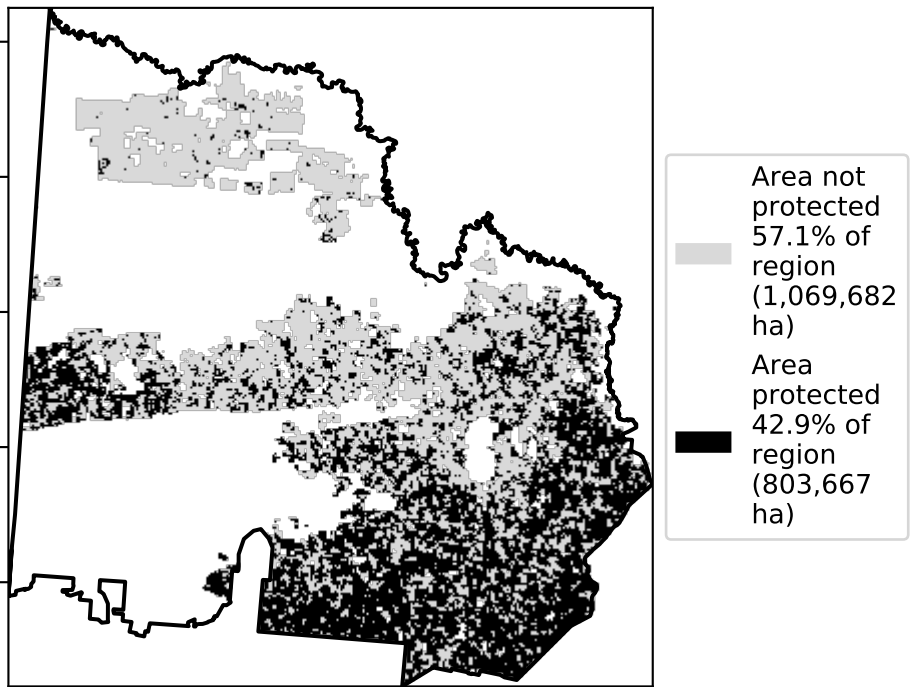 Area not
protected
57.1% of
region
(1,069,682
ha)
Area
protected
42.9% of
region
(803,667
ha)